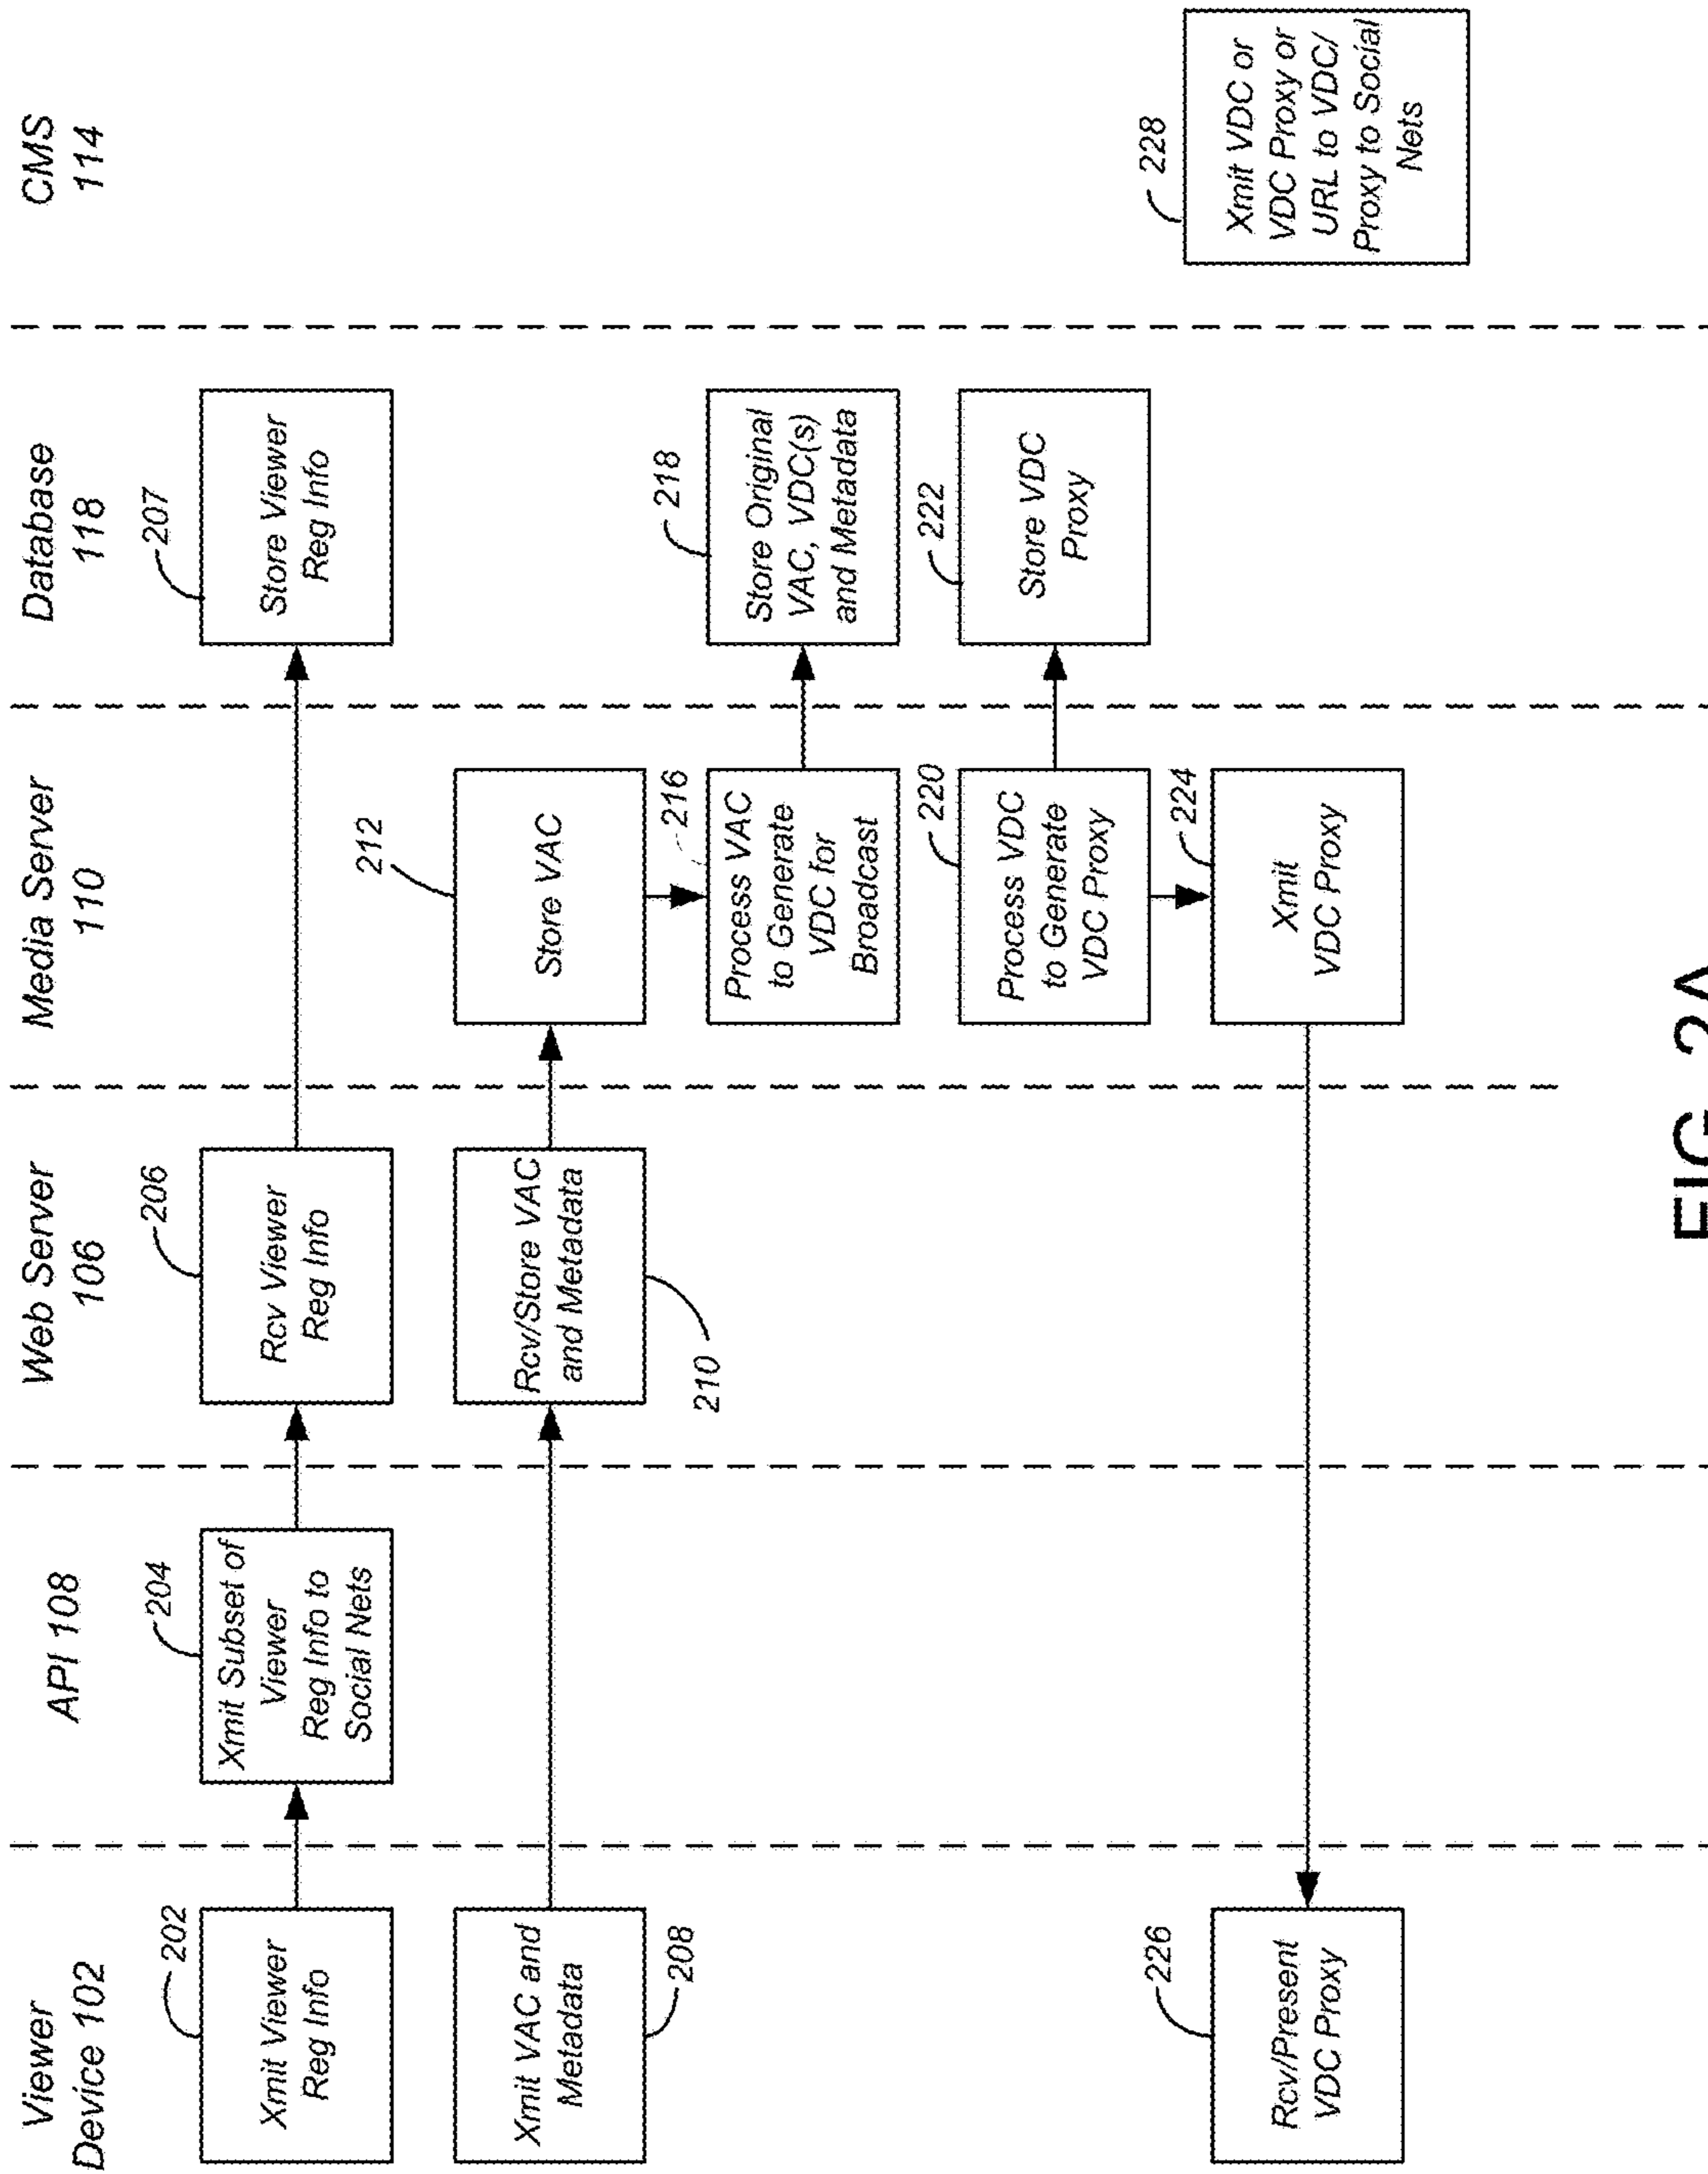 Viewer
Device 102
API 108
Web Server
106
Media Server
110
Database
118
CMS
114
202
Xmit Viewer
Reg Info
204
Xmit Subset of
Viewer
Reg Info to
Social Nets
206
Rcv Viewer
Reg Info
207
Store Viewer
Reg Info
Xmit VAC and
Metadata
208
Rcv/Store VAC
and Metadata
210
212
Store VAC
216
Process VAC
to Generate
VDC for
Broadcast
218
Store Original
VAC, VDC(s)
and Metadata
220
Process VDC
to Generate
VDC Proxy
222
Store VDC
Proxy
224
Xmit
VDC Proxy
226
Rcv/Present
VDC Proxy
228
Xmit VDC or
VDC Proxy or
URL to VDC/
Proxy to Social
Nets
FIG. 2A